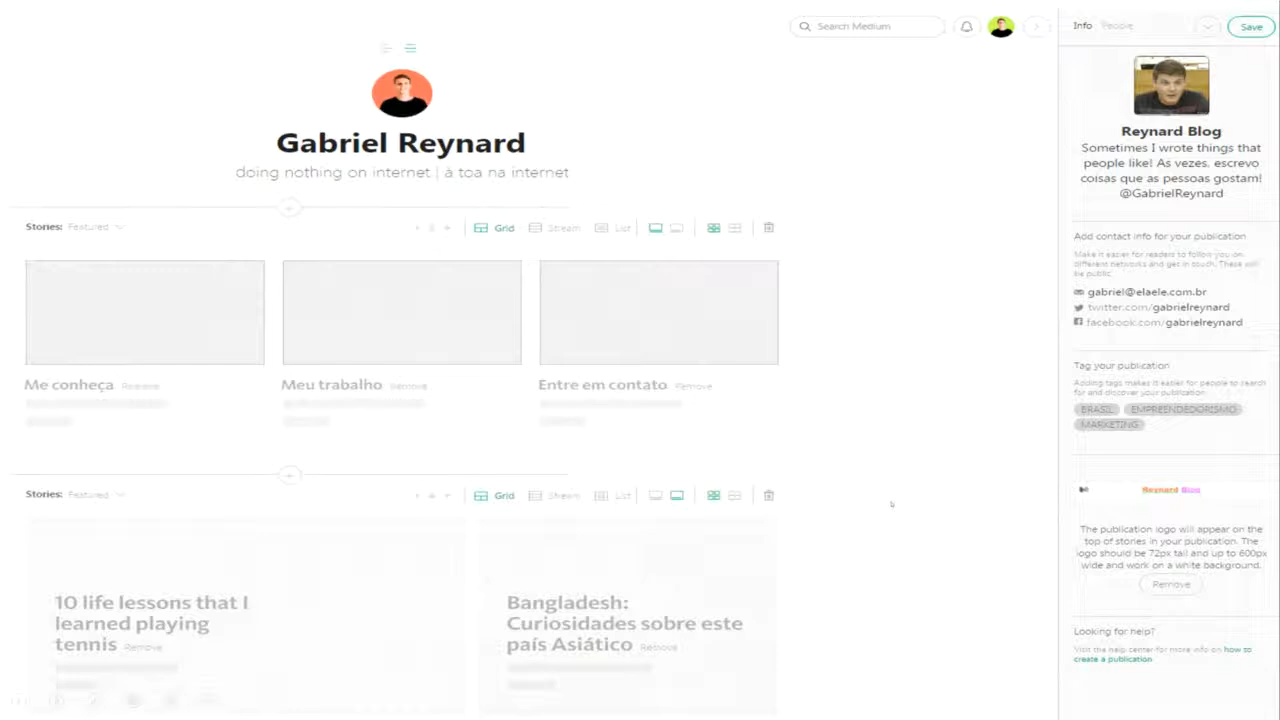 Search Medium
Info People
Save
Gabriel Reynard
doing nothing on internet | à toa na internet
Stories: Featured
Grid Stream List
Me conheça Remove
Meu trabalho Remove
Entre em contato Remove
Stories: Featured
Grid Stream List
10 life lessons that I
learned playing
tennis Remove
Bangladesh:
Curiosidades sobre este
país Asiático Remove
Reynard Blog
Sometimes I wrote things that
people like! As vezes, escrevo
coisas que as pessoas gostam!
@GabrielReynard
Add contact info for your publication
Make it easier for readers to follow you on
different networks and get in touch. These will
be public.
gabriel@elaele.com.br
twitter.com/gabrielreynard
facebook.com/gabrielreynard
Tag your publication
Adding tags makes it easier for people to search
for and discover your publication
BRASIL EMPREENDEDORISMO
MARKETING
Reynard Blog
The publication logo will appear on the
top of stories in your publication. The
logo should be 72px tall and up to 600px
wide and work on a white background.
Remove
Looking for help?
Visit the help center for more info on how to
create a publication